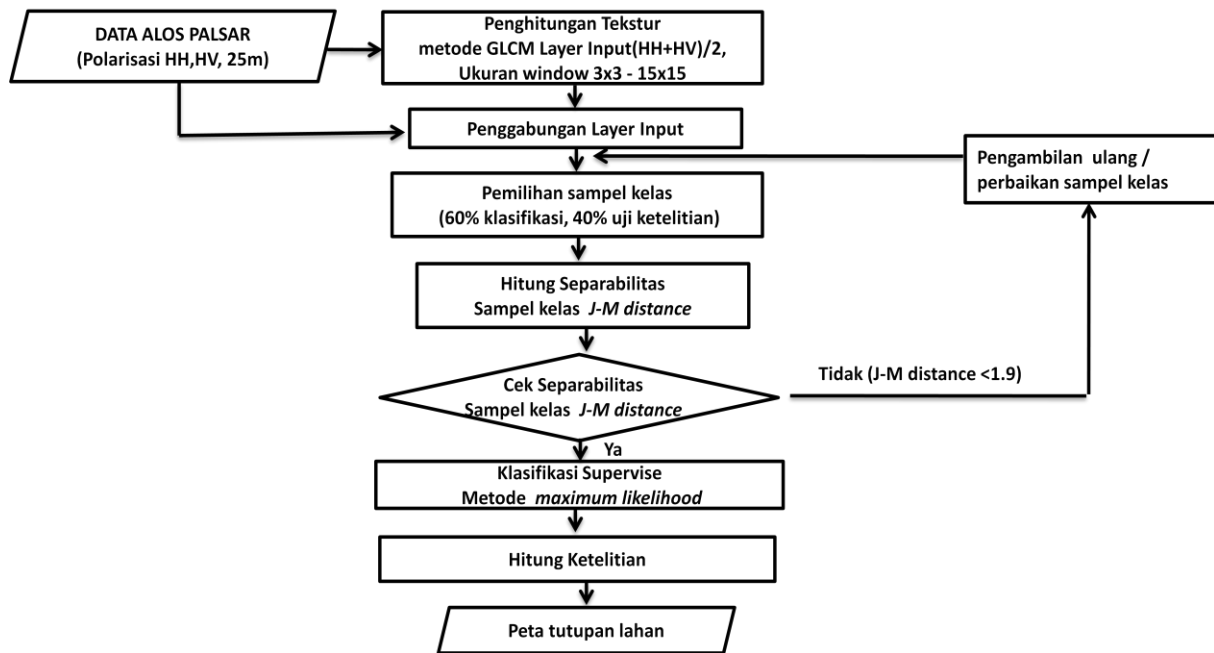 DATA ALOS PALSAR
(Polarisasi HH,HV, 25m)
Penghitungan Tekstur
metode GLCM Layer Input(HH+HV)/2,
Ukuran window 3x3 - 15x15
Penggabungan Layer Input
Pengambilan ulang /
perbaikan sampel kelas
Pemilihan sampel kelas
(60% klasifikasi, 40% uji ketelitian)
Hitung Separabilitas
Sampel kelas J-M distance
Cek Separabilitas
Sampel kelas J-M distance
Tidak (J-M distance <1.9)
Ya
Klasifikasi Supervise
Metode maximum likelihood
Hitung Ketelitian
Peta tutupan lahan